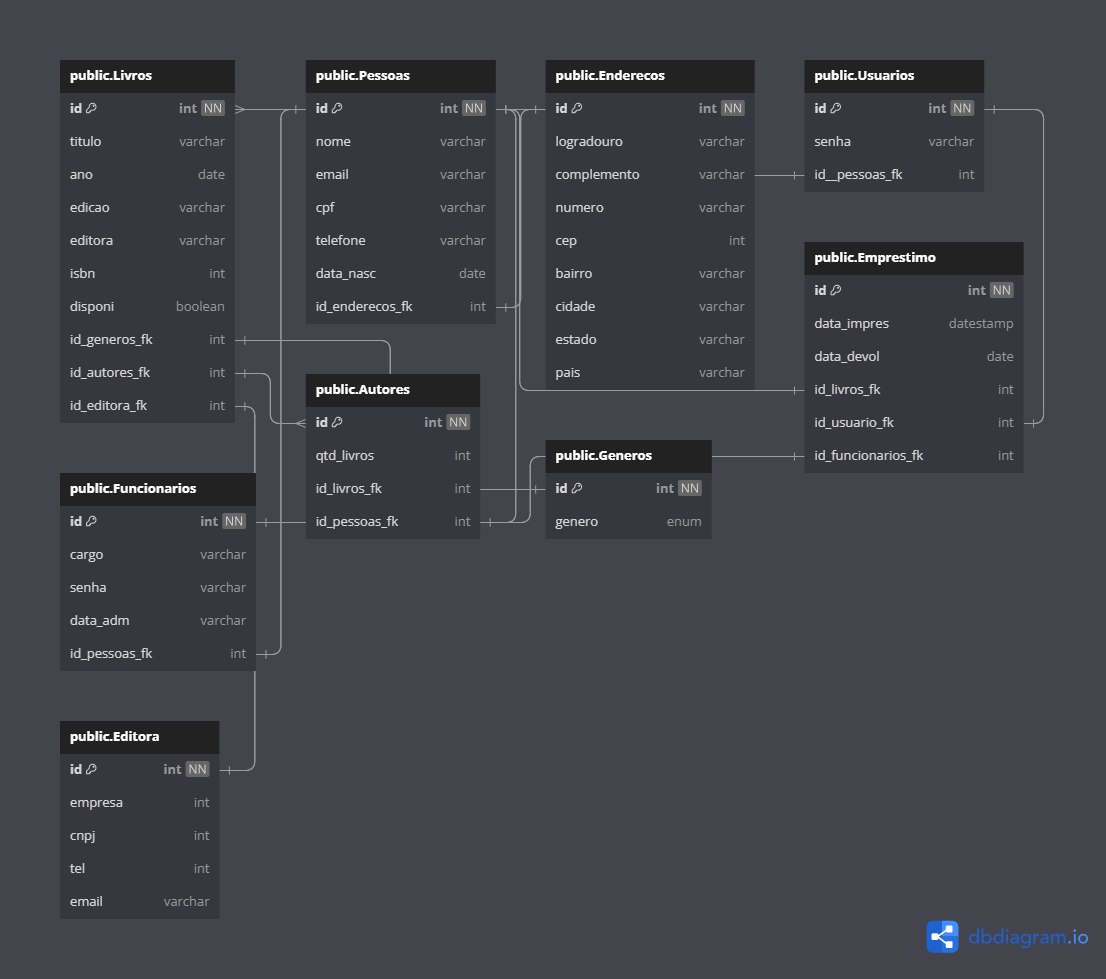 public.Livros
id int NN
titulo varchar
ano date
edicao varchar
editora varchar
isbn int
disponi boolean
id_generos_fk int
id_autores_fk int
id_editora_fk int
public.Pessoas
id int NN
nome varchar
email varchar
cpf varchar
telefone varchar
data_nasc date
id_enderecos_fk int
public.Enderecos
id int NN
logradouro varchar
complemento varchar
numero varchar
cep int
bairro varchar
cidade varchar
estado varchar
pais varchar
public.Usuarios
id int NN
senha varchar
id__pessoas_fk int
public.Emprestimo
id int NN
data_impres datestamp
data_devol date
id_livros_fk int
id_usuario_fk int
id_funcionarios_fk int
public.Autores
id int NN
qtd_livros int
id_livros_fk int
id_pessoas_fk int
public.Generos
id int NN
genero enum
public.Funcionarios
id int NN
cargo varchar
senha varchar
data_adm varchar
id_pessoas_fk int
public.Editora
id int NN
empresa int
cnpj int
tel int
email varchar
dbdiagram.io